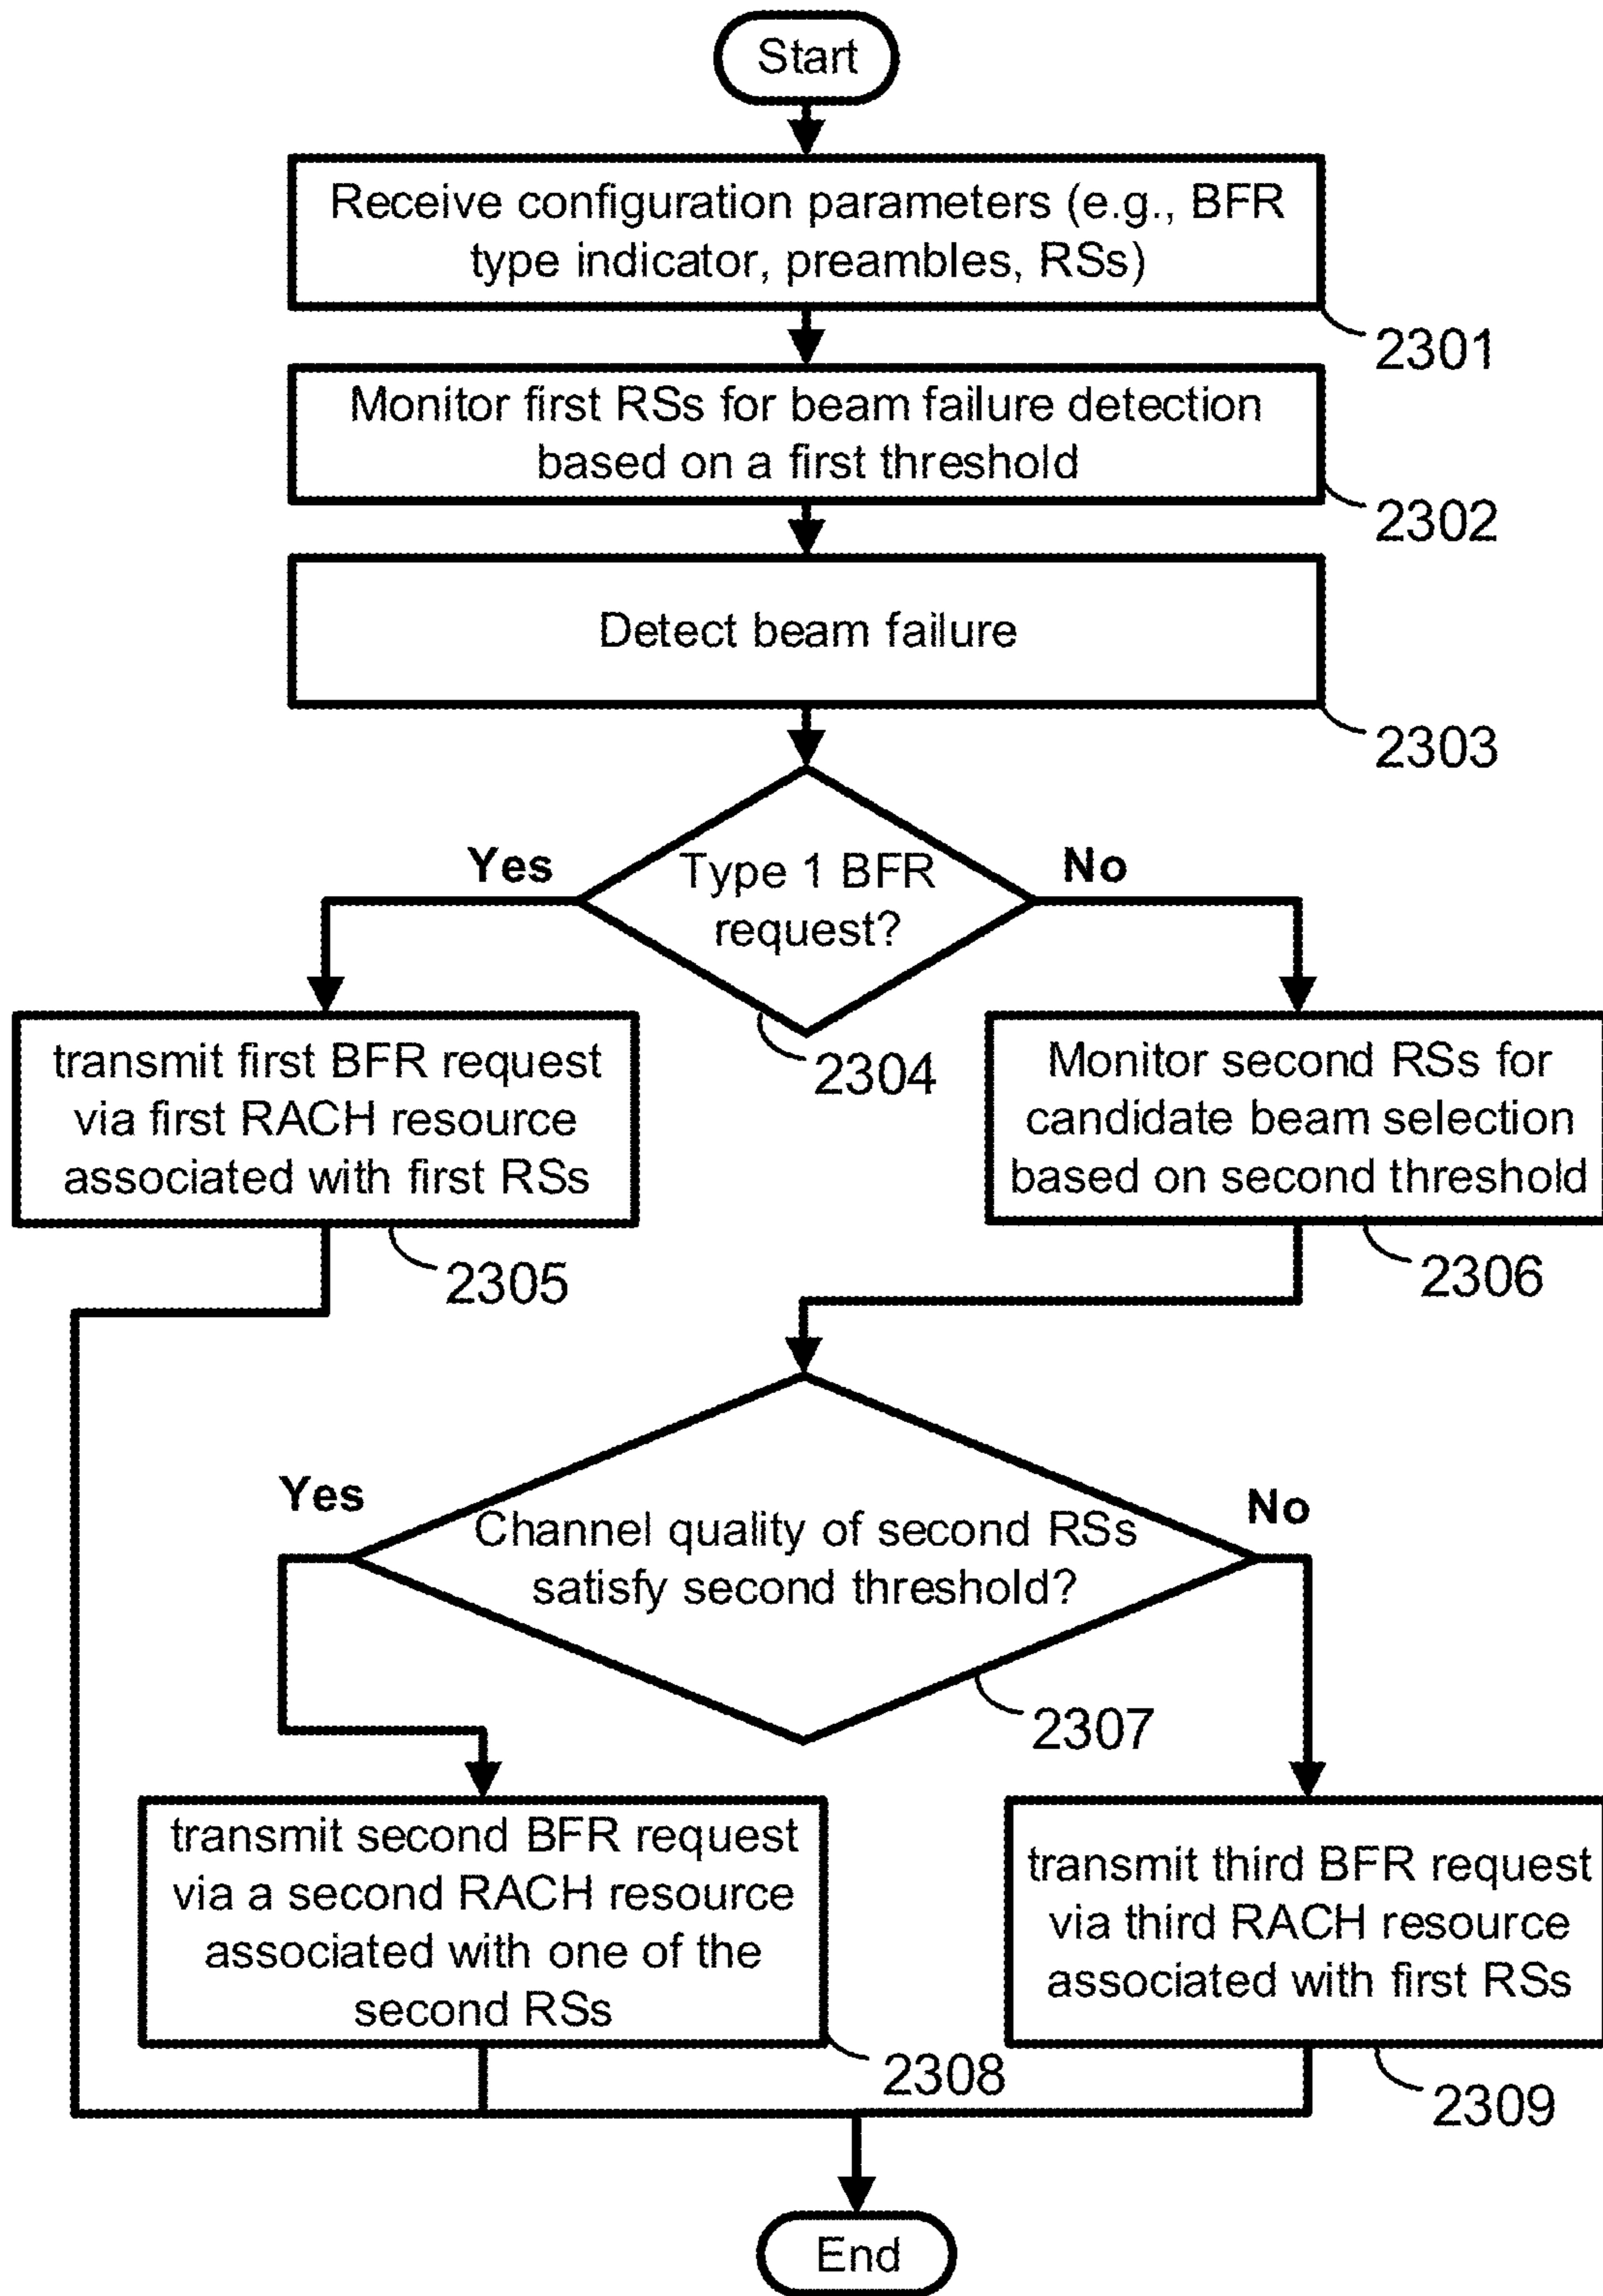 Start
Receive configuration parameters (e.g., BFR
type indicator, preambles, RSs)
2301
Monitor first RSs for beam failure detection
based on a first threshold
2302
Detect beam failure
2303
Type 1 BFR
request?
Yes
No
2304
transmit first BFR request
via first RACH resource
associated with first RSs
2305
Monitor second RSs for
candidate beam selection
based on second threshold
2306
Channel quality of second RSs
satisfy second threshold?
Yes
No
2307
transmit second BFR request
via a second RACH resource
associated with one of the
second RSs
2308
transmit third BFR request
via third RACH resource
associated with first RSs
2309
End